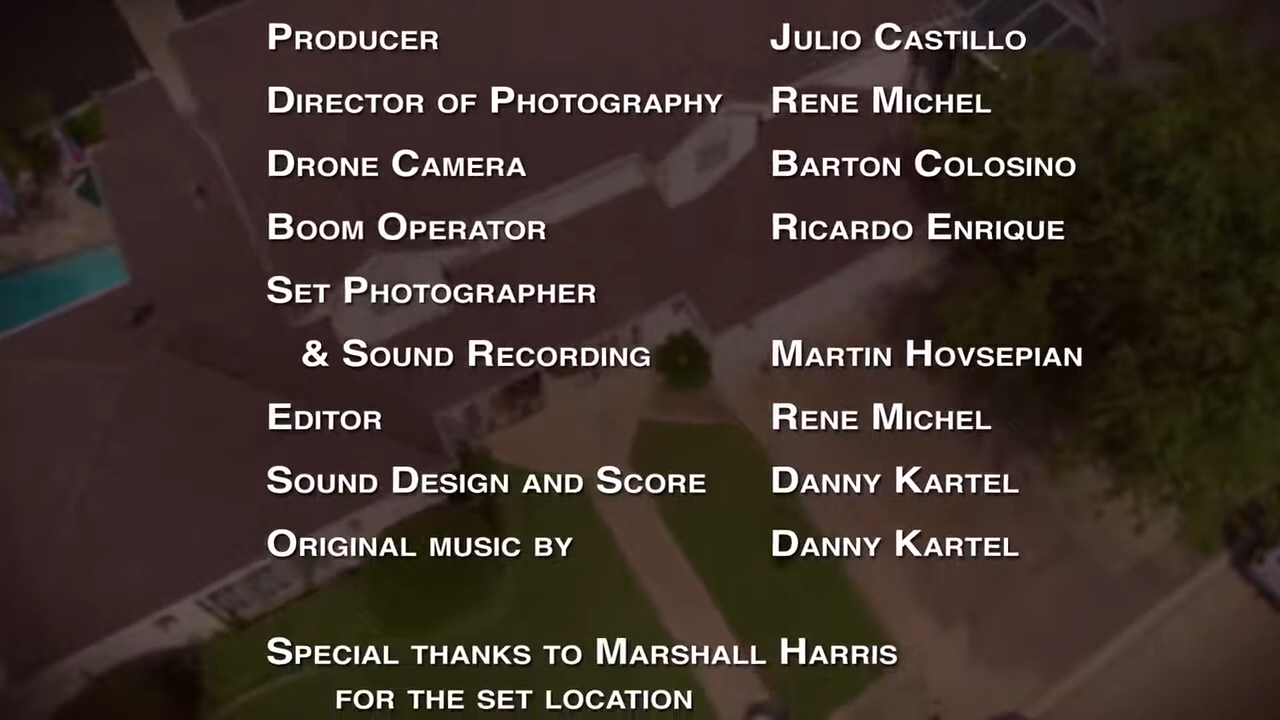 Producer Julio Castillo
Director of Photography Rene Michel
Drone Camera Barton Colosino
Boom Operator Ricardo Enrique
Set Photographer
& Sound Recording Martin Hovsepian
Editor Rene Michel
Sound Design and Score Danny Kartel
Original music by Danny Kartel
Special thanks to Marshall Harris
for the set location